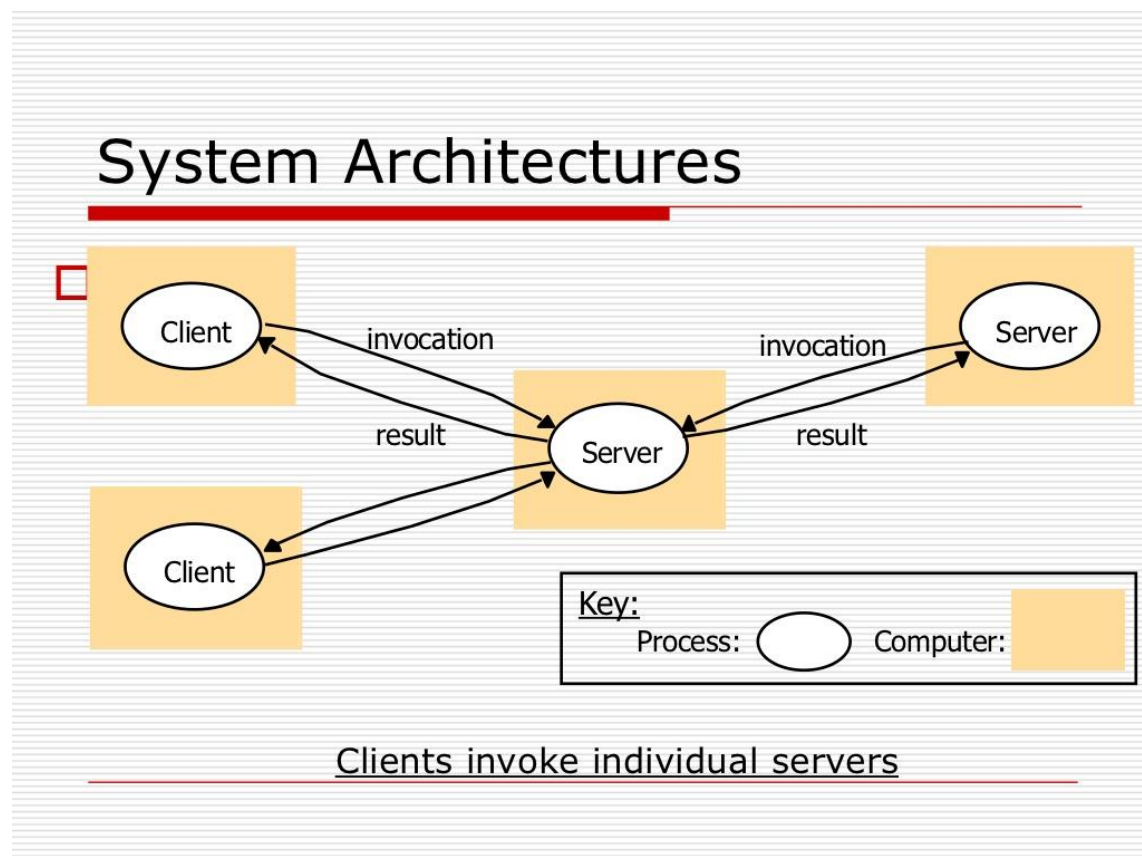 System Architectures
Client
invocation
invocation
Server
result
Server
result
Client
Key:
Process:
Computer:
Clients invoke individual servers